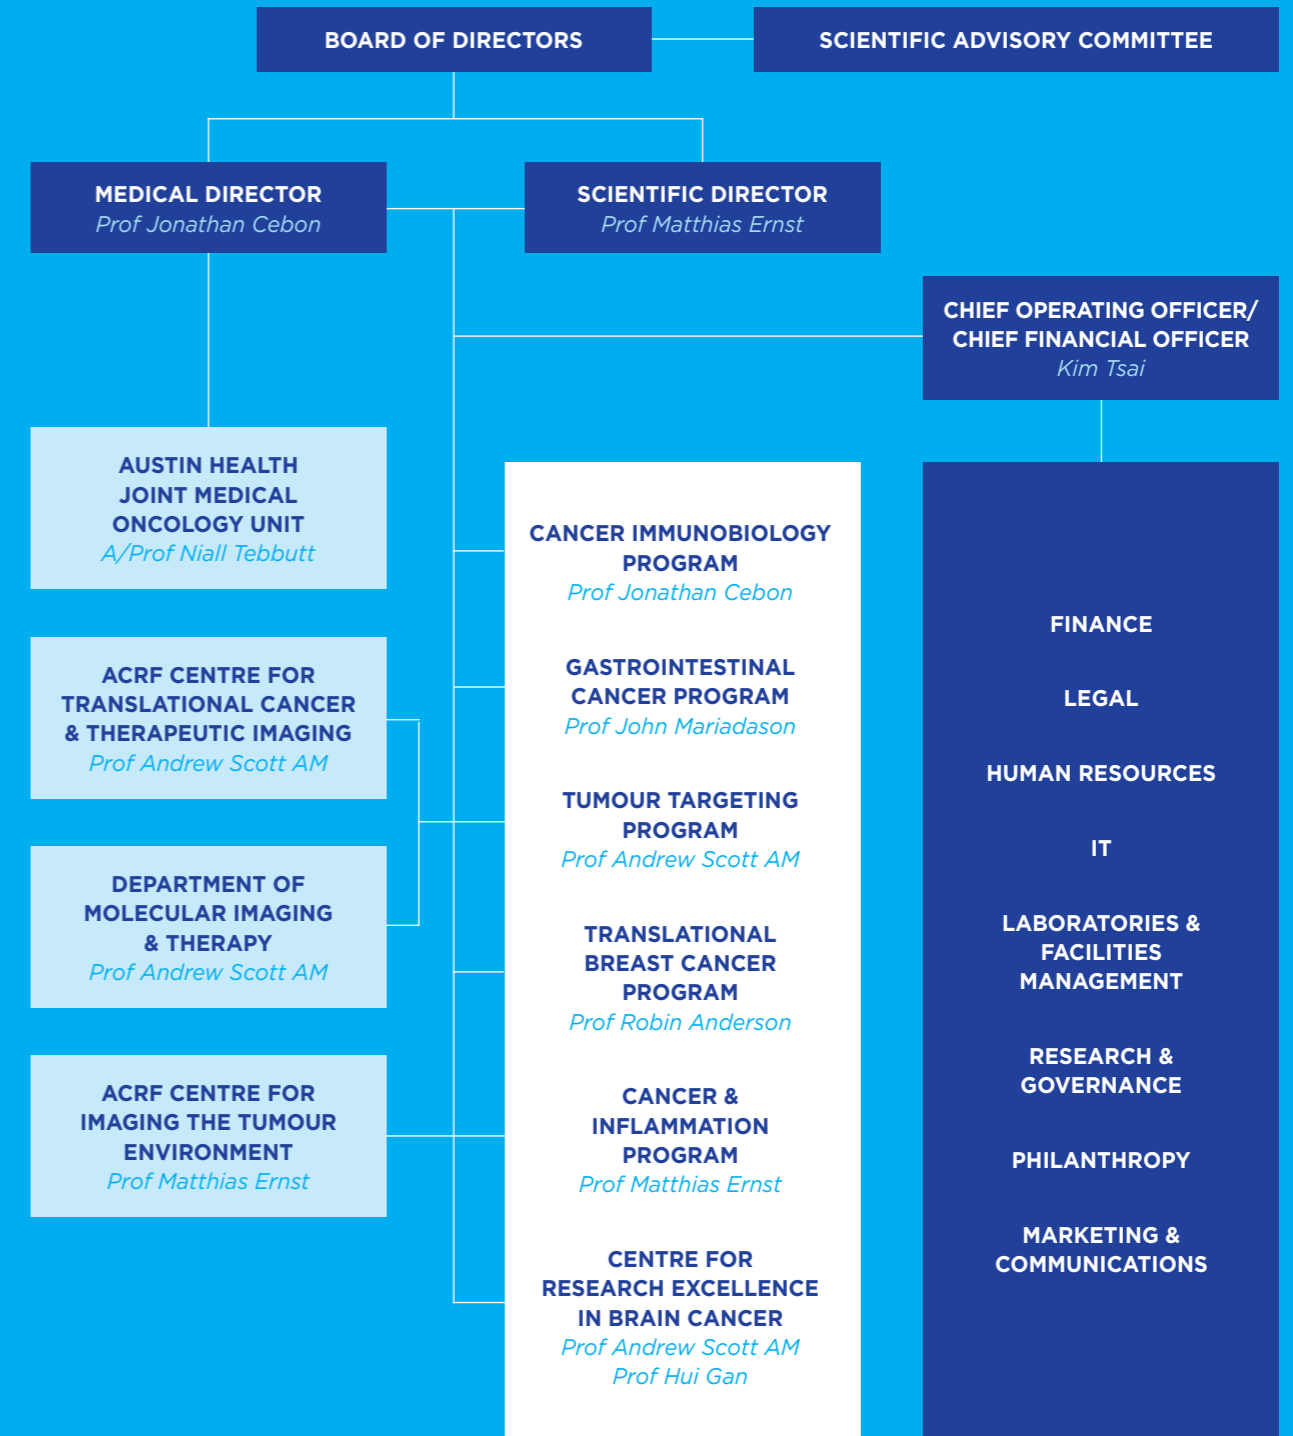 BOARD OF DIRECTORS
SCIENTIFIC ADVISORY COMMITTEE
MEDICAL DIRECTOR
Prof Jonathan Cebon
SCIENTIFIC DIRECTOR
Prof Matthias Ernst
CHIEF OPERATING OFFICER/
CHIEF FINANCIAL OFFICER
Kim Tsai
AUSTIN HEALTH
JOINT MEDICAL
ONCOLOGY UNIT
A/Prof Niall Tebbutt
ACRF CENTRE FOR
TRANSLATIONAL CANCER
& THERAPEUTIC IMAGING
Prof Andrew Scott AM
DEPARTMENT OF
MOLECULAR IMAGING
& THERAPY
Prof Andrew Scott AM
ACRF CENTRE FOR
IMAGING THE TUMOUR
ENVIRONMENT
Prof Matthias Ernst
CANCER IMMUNOBIOLOGY
PROGRAM
Prof Jonathan Cebon
GASTROINTESTINAL
CANCER PROGRAM
Prof John Mariadason
TUMOUR TARGETING
PROGRAM
Prof Andrew Scott AM
TRANSLATIONAL
BREAST CANCER
PROGRAM
Prof Robin Anderson
CANCER &
INFLAMMATION
PROGRAM
Prof Matthias Ernst
CENTRE FOR
RESEARCH EXCELLENCE
IN BRAIN CANCER
Prof Andrew Scott AM
Prof Hui Gan
FINANCE
LEGAL
HUMAN RESOURCES
IT
LABORATORIES &
FACILITIES
MANAGEMENT
RESEARCH &
GOVERNANCE
PHILANTHROPY
MARKETING &
COMMUNICATIONS